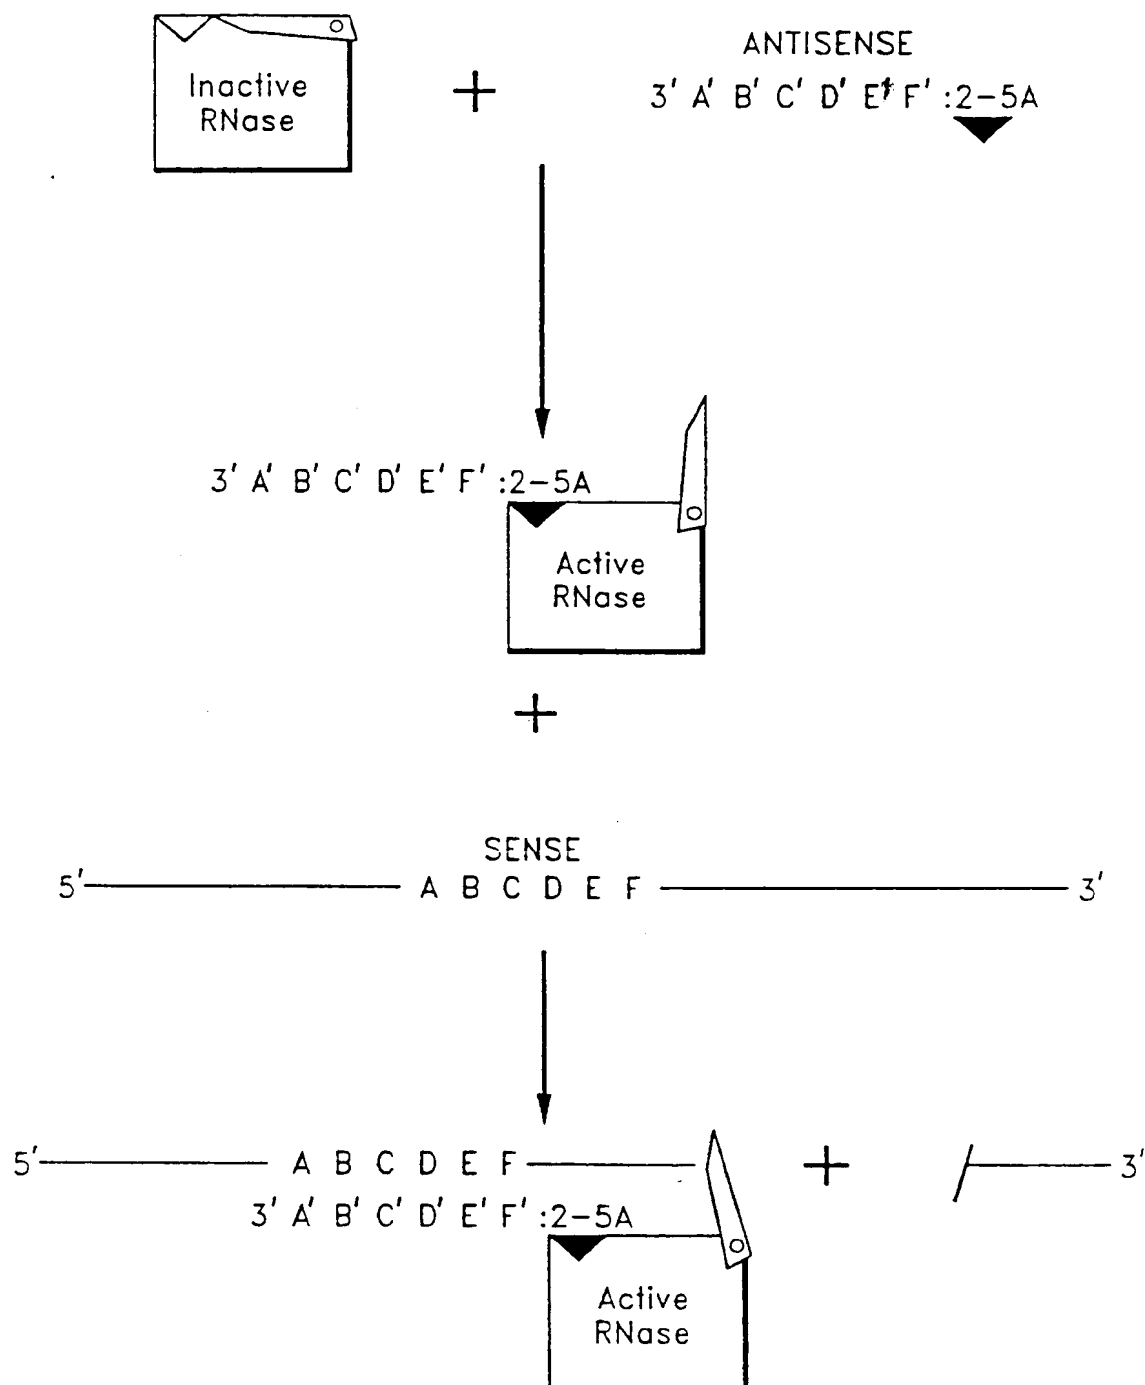 ANTISENSE
Inactive
RNase
+
3' A' B' C' D' E' F' :2-5A
3' A' B' C' D' E' F' :2-5A
Active
RNase
+
SENSE
5' A B C D E F 3'
5' A B C D E F + 3'
3' A' B' C' D' E' F' :2-5A
Active
RNase